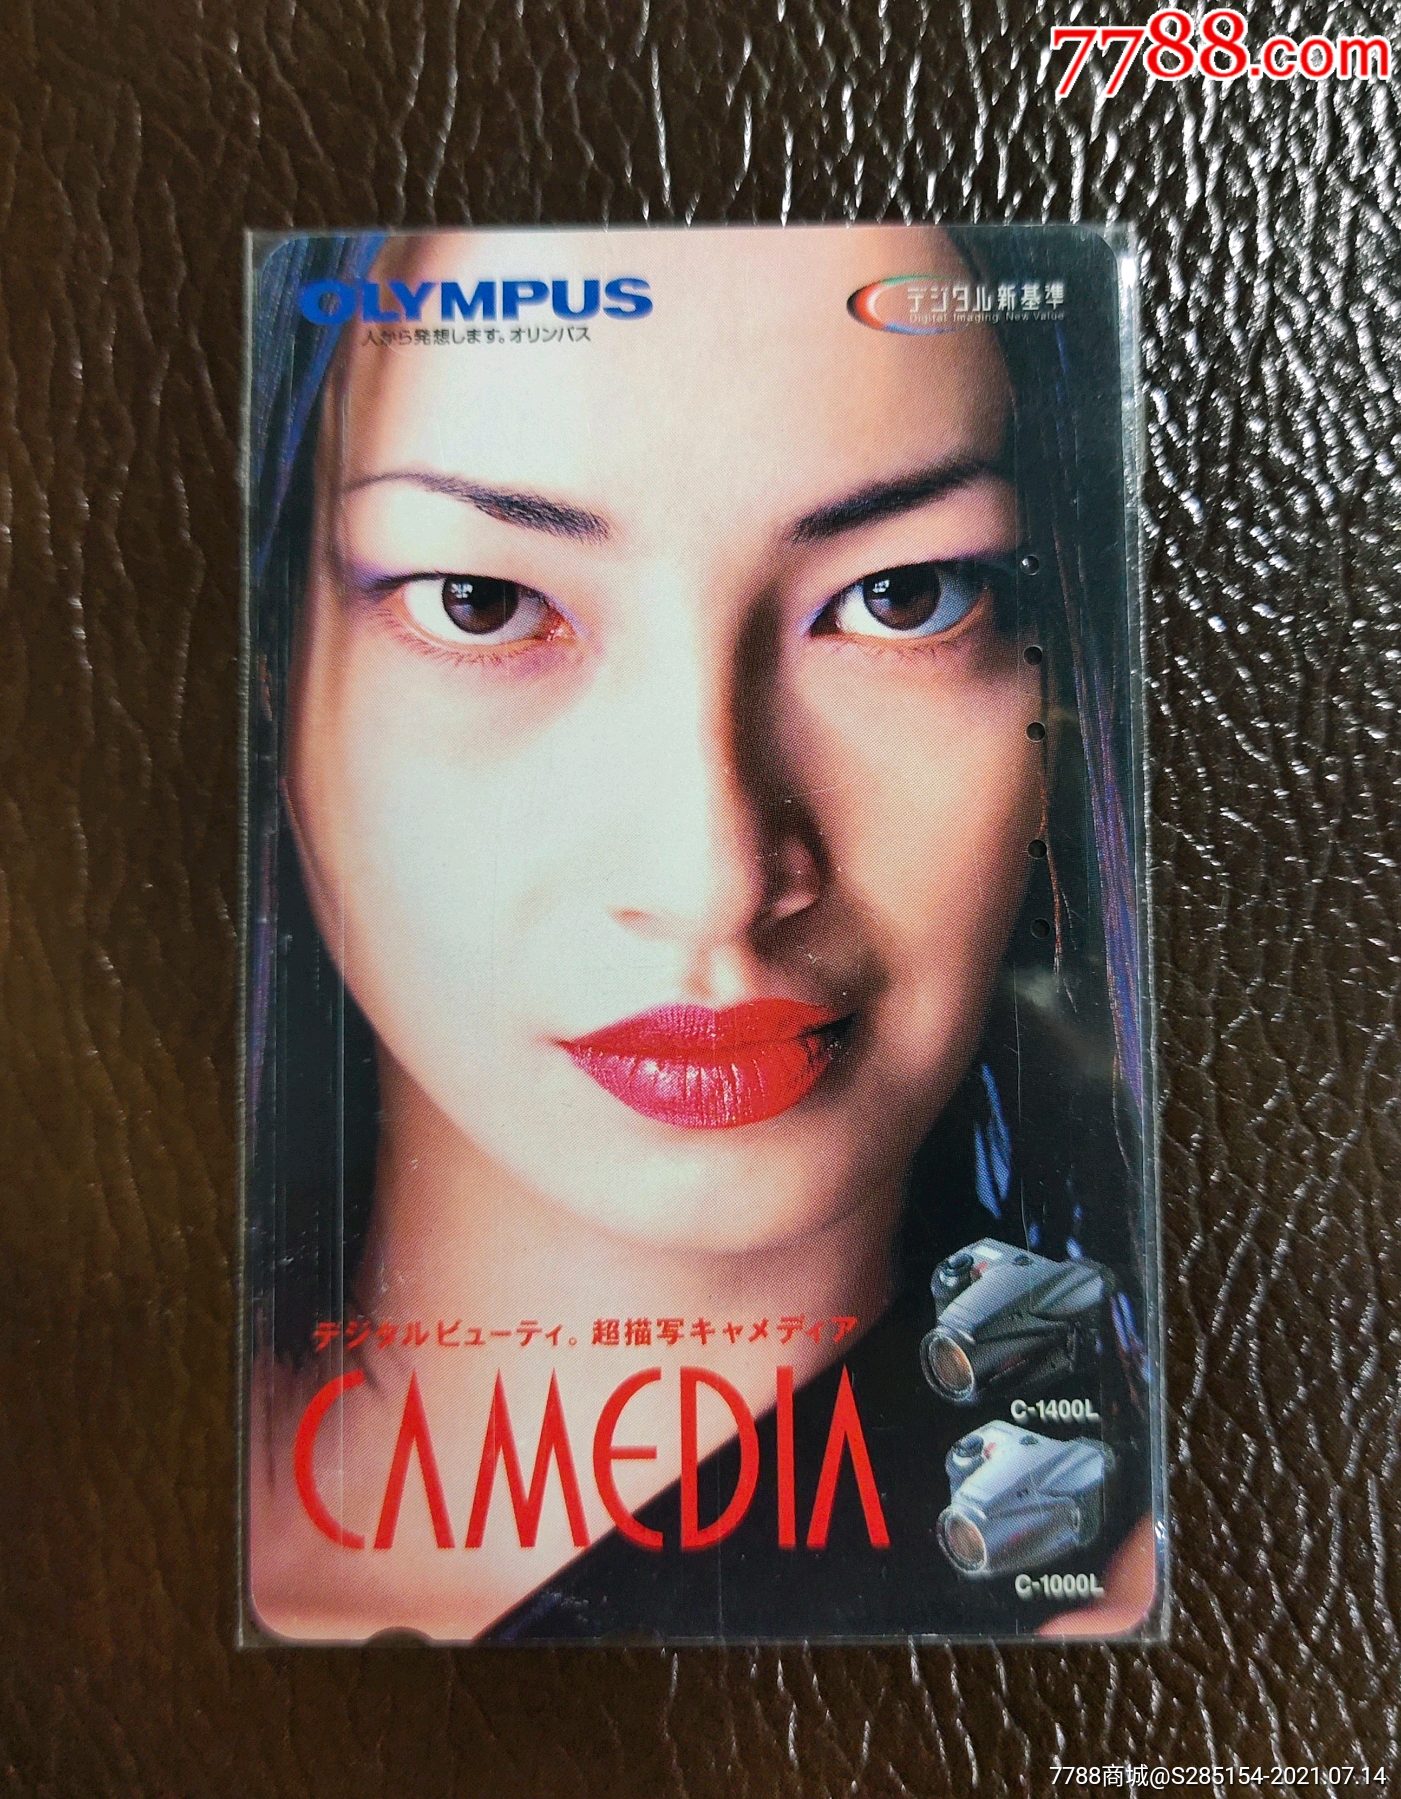 7788.com
OLYMPUS
人から発想します。オリンパス
デジタル新基準
Digital Imaging New Value
デジタルビューティ。超描写キャメディア
CAMEDIA
C-1400L
C-1000L
7788商城@S285154-2021.07.14